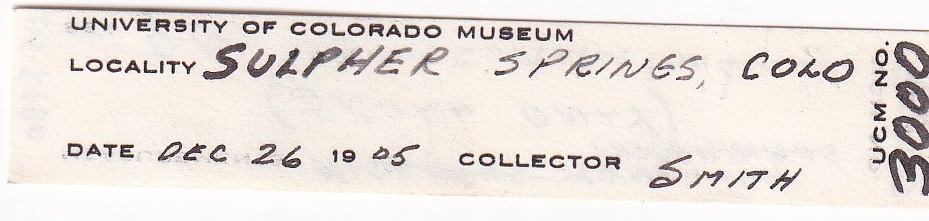 UNIVERSITY OF COLORADO MUSEUM
LOCALITY SULPHER SPRINGS, COLO
DATE DEC 26 19 05 COLLECTOR SMITH
UCM NO. 3000